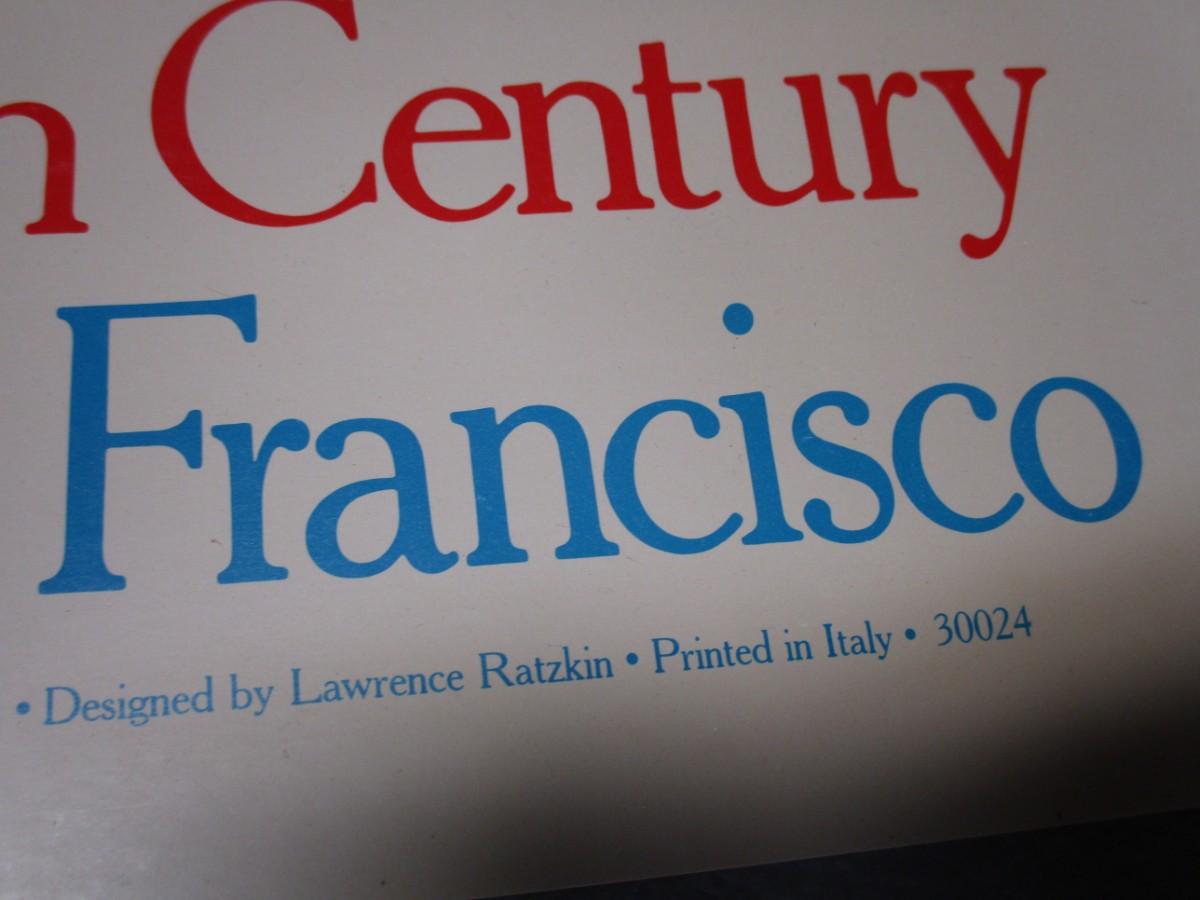 n Century
Francisco
• Designed by Lawrence Ratzkin • Printed in Italy • 30024